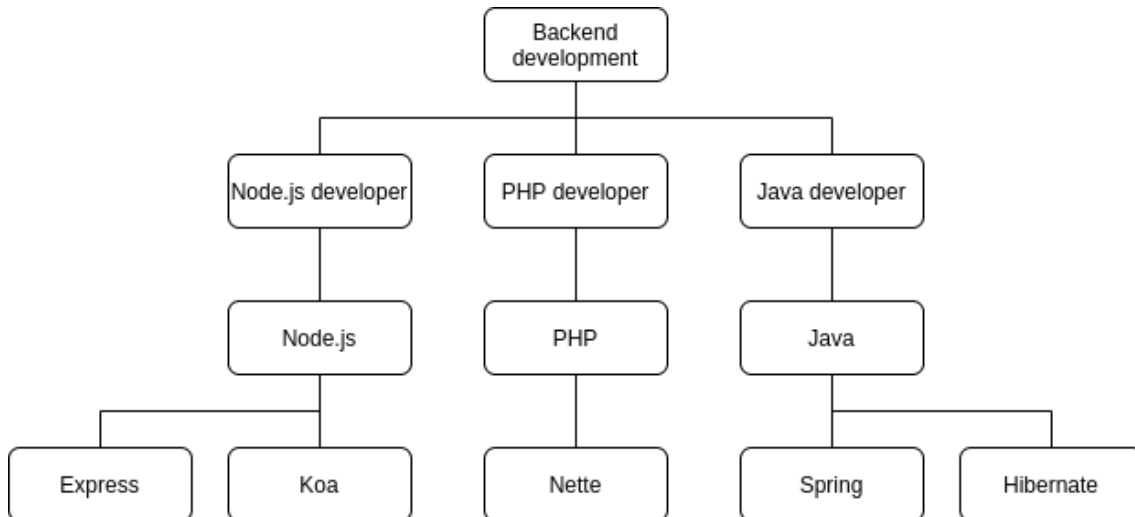 Backend
development
Node.js developer
PHP developer
Java developer
Node.js
PHP
Java
Express
Koa
Nette
Spring
Hibernate